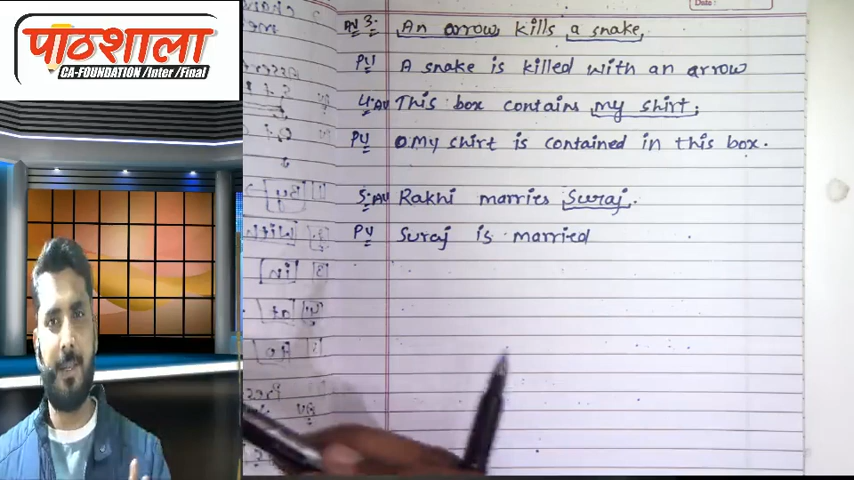 पाठशाला
CA-FOUNDATION/Inter/Final
Date :
AV 3. An arrow kills a snake.
PV A snake is killed with an arrow
4. AV This box contains my shirt.
PV My shirt is contained in this box.
5. AV Rakhi marries Suraj.
PV Suraj is married